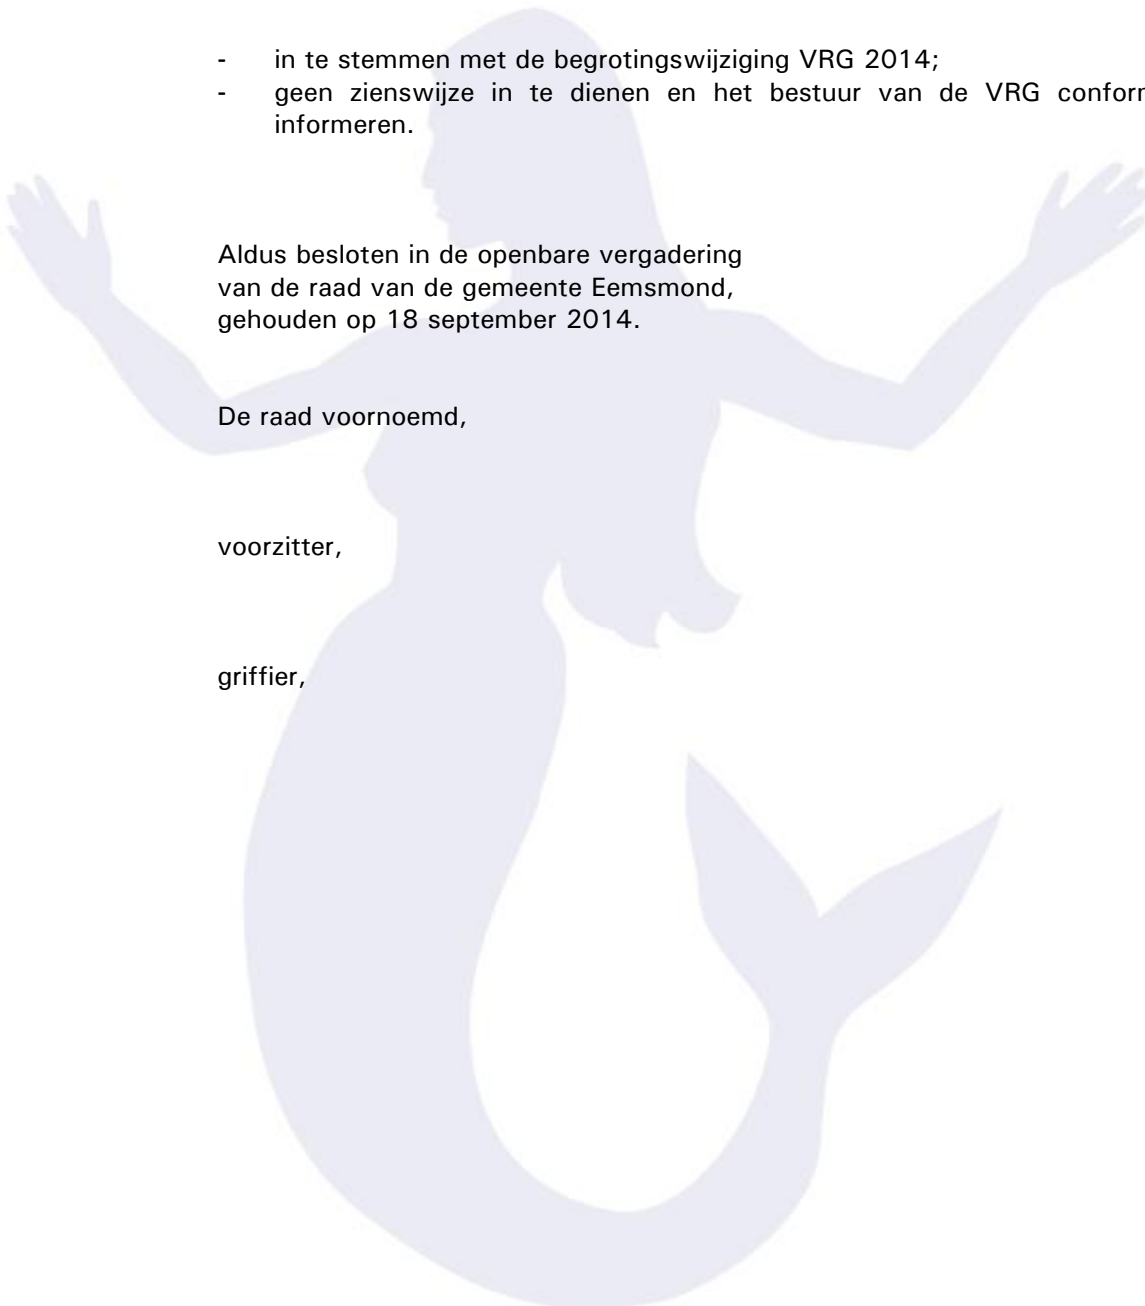 - in te stemmen met de begrotingswijziging VRG 2014;
- geen zienswijze in te dienen en het bestuur van de VRG
informeren.
Aldus besloten in de openbare vergadering
van de raad van de gemeente Eemsmond,
gehouden op 18 september 2014.
De raad voornoemd,
voorzitter,
griffier,